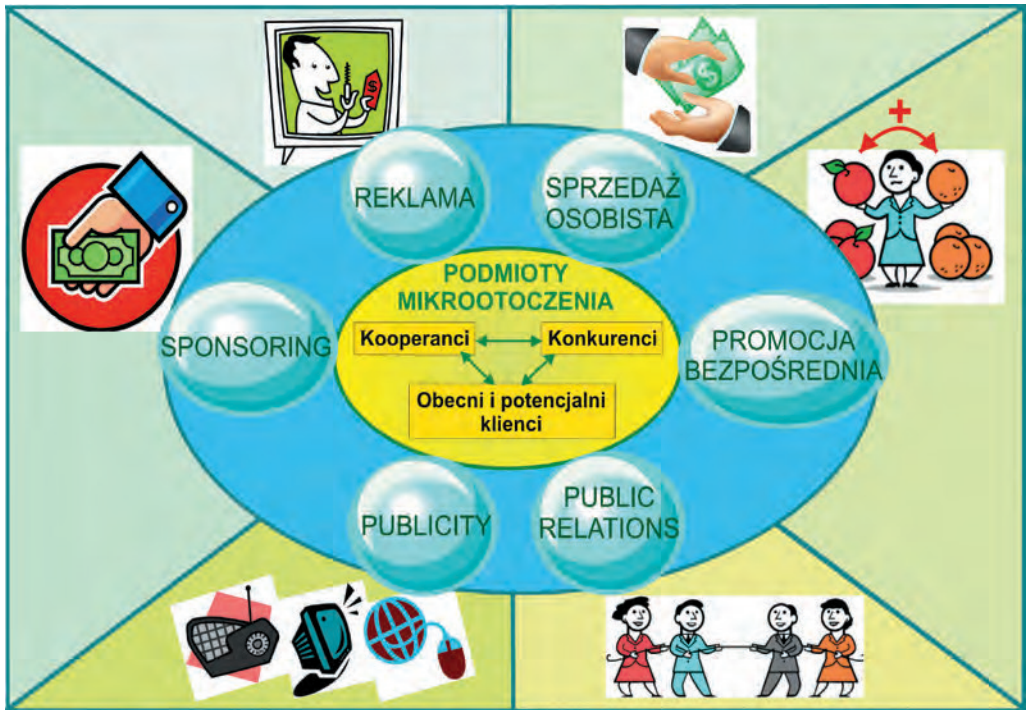 REKLAMA
SPRZEDAŻ
OSOBISTA
PODMIOTY
MIKROOTOCZENIA
Kooperanci
Konkurenci
Obecni i potencjalni
klienci
SPONSORING
PROMOCJA
BEZPOŚREDNIA
PUBLICITY
PUBLIC
RELATIONS
$
$
+